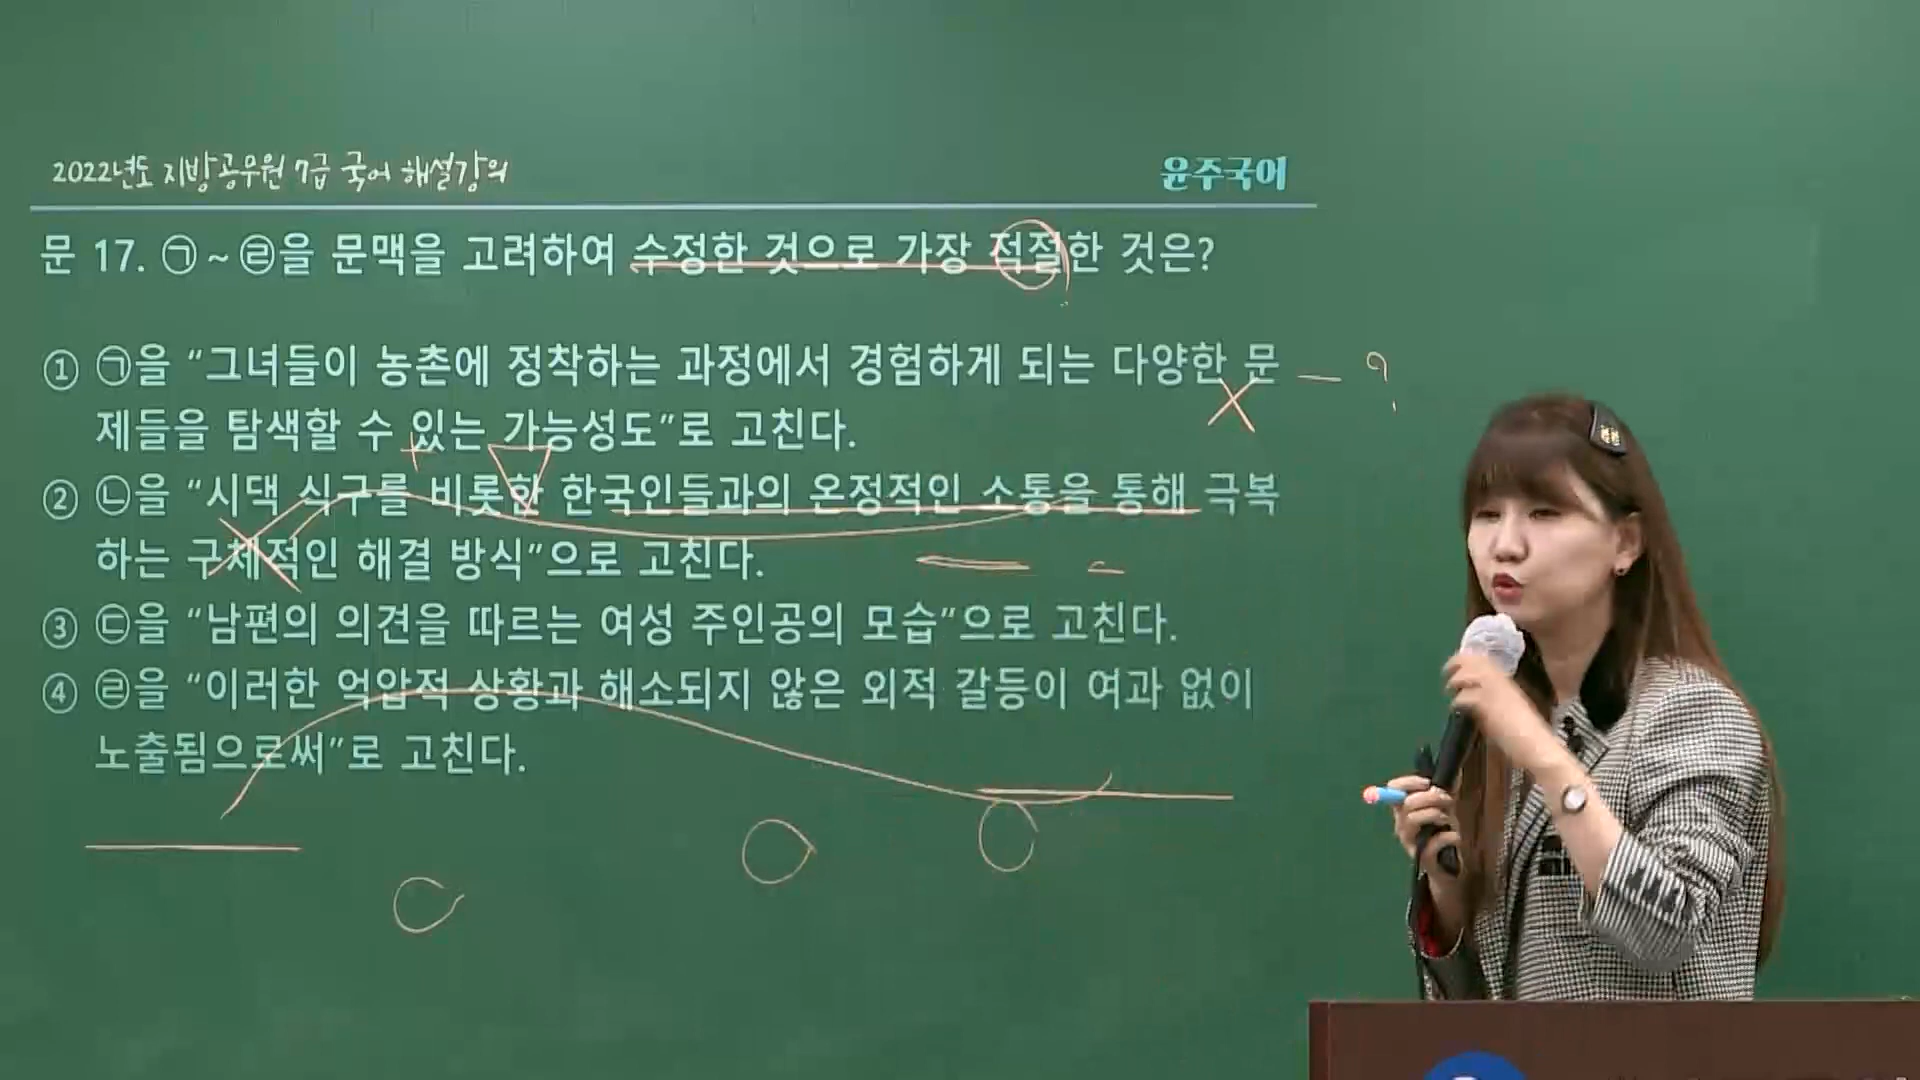 2022년도 지방공무원 7급 국어 해설강의
윤주국어
문 17. ㉠~㉣을 문맥을 고려하여 수정한 것으로 가장 적절한 것은?
① ㉠을 “그녀들이 농촌에 정착하는 과정에서 경험하게 되는 다양한 문
제들을 탐색할 수 있는 가능성도”로 고친다.
② ㉡을 “시댁 식구를 비롯한 한국인들과의 온정적인 소통을 통해 극복
하는 구체적인 해결 방식”으로 고친다.
③ ㉢을 “남편의 의견을 따르는 여성 주인공의 모습”으로 고친다.
④ ㉣을 “이러한 억압적 상황과 해소되지 않은 외적 갈등이 여과 없이
노출됨으로써”로 고친다.